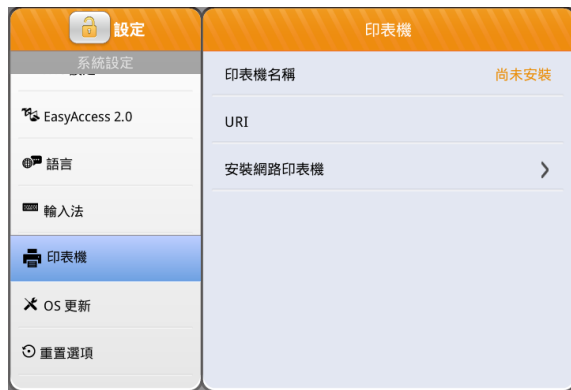 設定
系統設定
EasyAccess 2.0
語言
輸入法
印表機
OS 更新
重置選項
印表機
印表機名稱 尚未安裝
URI
安裝網路印表機